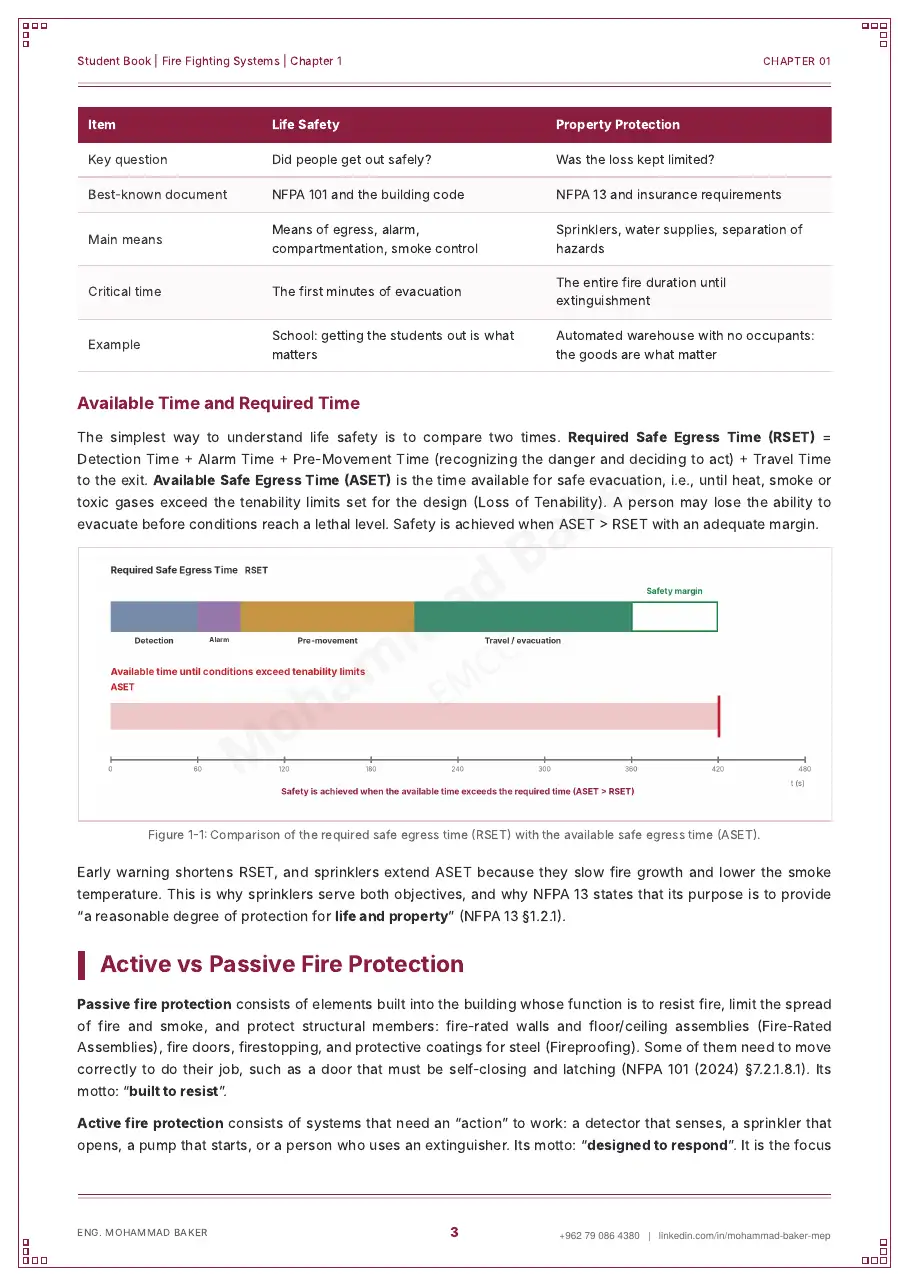 Student Book | Fire Fighting Systems | Chapter 1
CHAPTER 01
Item Life Safety Property Protection
Key question Did people get out safely? Was the loss kept limited?
Best-known document NFPA 101 and the building code NFPA 13 and insurance requirements
Main means Means of egress, alarm, compartmentation, smoke control Sprinklers, water supplies, separation of hazards
Critical time The first minutes of evacuation The entire fire duration until extinguishment
Example School: getting the students out is what matters Automated warehouse with no occupants: the goods are what matter
Available Time and Required Time
The simplest way to understand life safety is to compare two times. Required Safe Egress Time (RSET) =
Detection Time + Alarm Time + Pre-Movement Time (recognizing the danger and deciding to act) + Travel Time
to the exit. Available Safe Egress Time (ASET) is the time available for safe evacuation, i.e., until heat, smoke or
toxic gases exceed the tenability limits set for the design (Loss of Tenability). A person may lose the ability to
evacuate before conditions reach a lethal level. Safety is achieved when ASET > RSET with an adequate margin.
Required Safe Egress Time RSET
Safety margin
Detection Alarm Pre-movement Travel / evacuation
Available time until conditions exceed tenability limits
ASET
0 60 120 180 240 300 360 420 480
t (s)
Safety is achieved when the available time exceeds the required time (ASET > RSET)
Mohammad Baker
EMCC
Figure 1-1: Comparison of the required safe egress time (RSET) with the available safe egress time (ASET).
Early warning shortens RSET, and sprinklers extend ASET because they slow fire growth and lower the smoke
temperature. This is why sprinklers serve both objectives, and why NFPA 13 states that its purpose is to provide
“a reasonable degree of protection for life and property” (NFPA 13 §1.2.1).
Active vs Passive Fire Protection
Passive fire protection consists of elements built into the building whose function is to resist fire, limit the spread
of fire and smoke, and protect structural members: fire-rated walls and floor/ceiling assemblies (Fire-Rated
Assemblies), fire doors, firestopping, and protective coatings for steel (Fireproofing). Some of them need to move
correctly to do their job, such as a door that must be self-closing and latching (NFPA 101 (2024) §7.2.1.8.1). Its
motto: “built to resist”.
Active fire protection consists of systems that need an “action” to work: a detector that senses, a sprinkler that
opens, a pump that starts, or a person who uses an extinguisher. Its motto: “designed to respond”. It is the focus
ENG. MOHAMMAD BAKER
3
+962 79 086 4380 | linkedin.com/in/mohammad-baker-mep